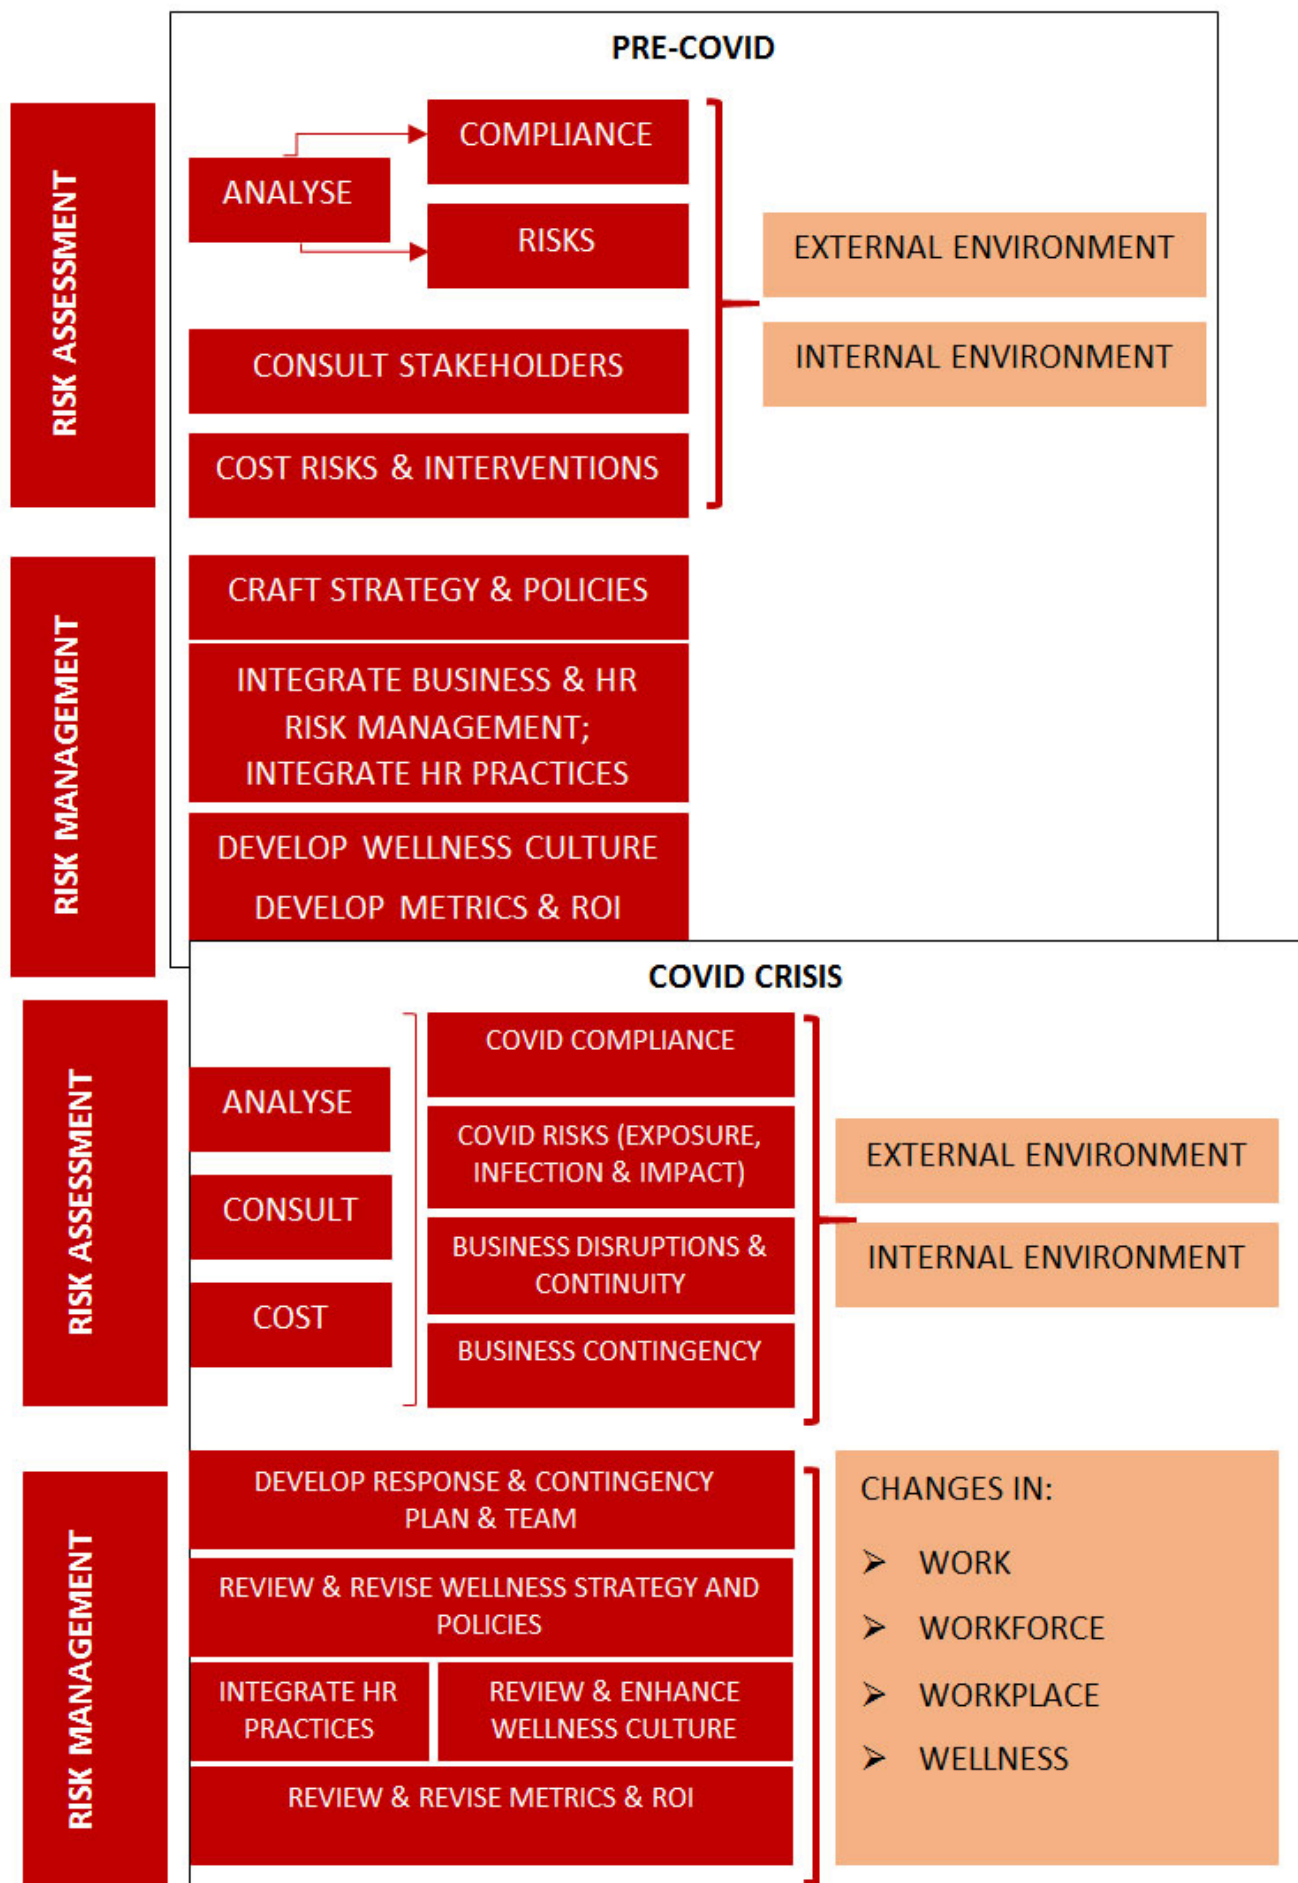 PRE-COVID
RISK ASSESSMENT
ANALYSE
COMPLIANCE
RISKS
CONSULT STAKEHOLDERS
COST RISKS & INTERVENTIONS
EXTERNAL ENVIRONMENT
INTERNAL ENVIRONMENT
RISK MANAGEMENT
CRAFT STRATEGY & POLICIES
INTEGRATE BUSINESS & HR
RISK MANAGEMENT;
INTEGRATE HR PRACTICES
DEVELOP WELLNESS CULTURE
DEVELOP METRICS & ROI
COVID CRISIS
RISK ASSESSMENT
ANALYSE
CONSULT
COST
COVID COMPLIANCE
COVID RISKS (EXPOSURE,
INFECTION & IMPACT)
BUSINESS DISRUPTIONS &
CONTINUITY
BUSINESS CONTINGENCY
EXTERNAL ENVIRONMENT
INTERNAL ENVIRONMENT
RISK MANAGEMENT
DEVELOP RESPONSE & CONTINGENCY
PLAN & TEAM
REVIEW & REVISE WELLNESS STRATEGY AND
POLICIES
INTEGRATE HR
PRACTICES
REVIEW & ENHANCE
WELLNESS CULTURE
REVIEW & REVISE METRICS & ROI
CHANGES IN:
➢ WORK
➢ WORKFORCE
➢ WORKPLACE
➢ WELLNESS